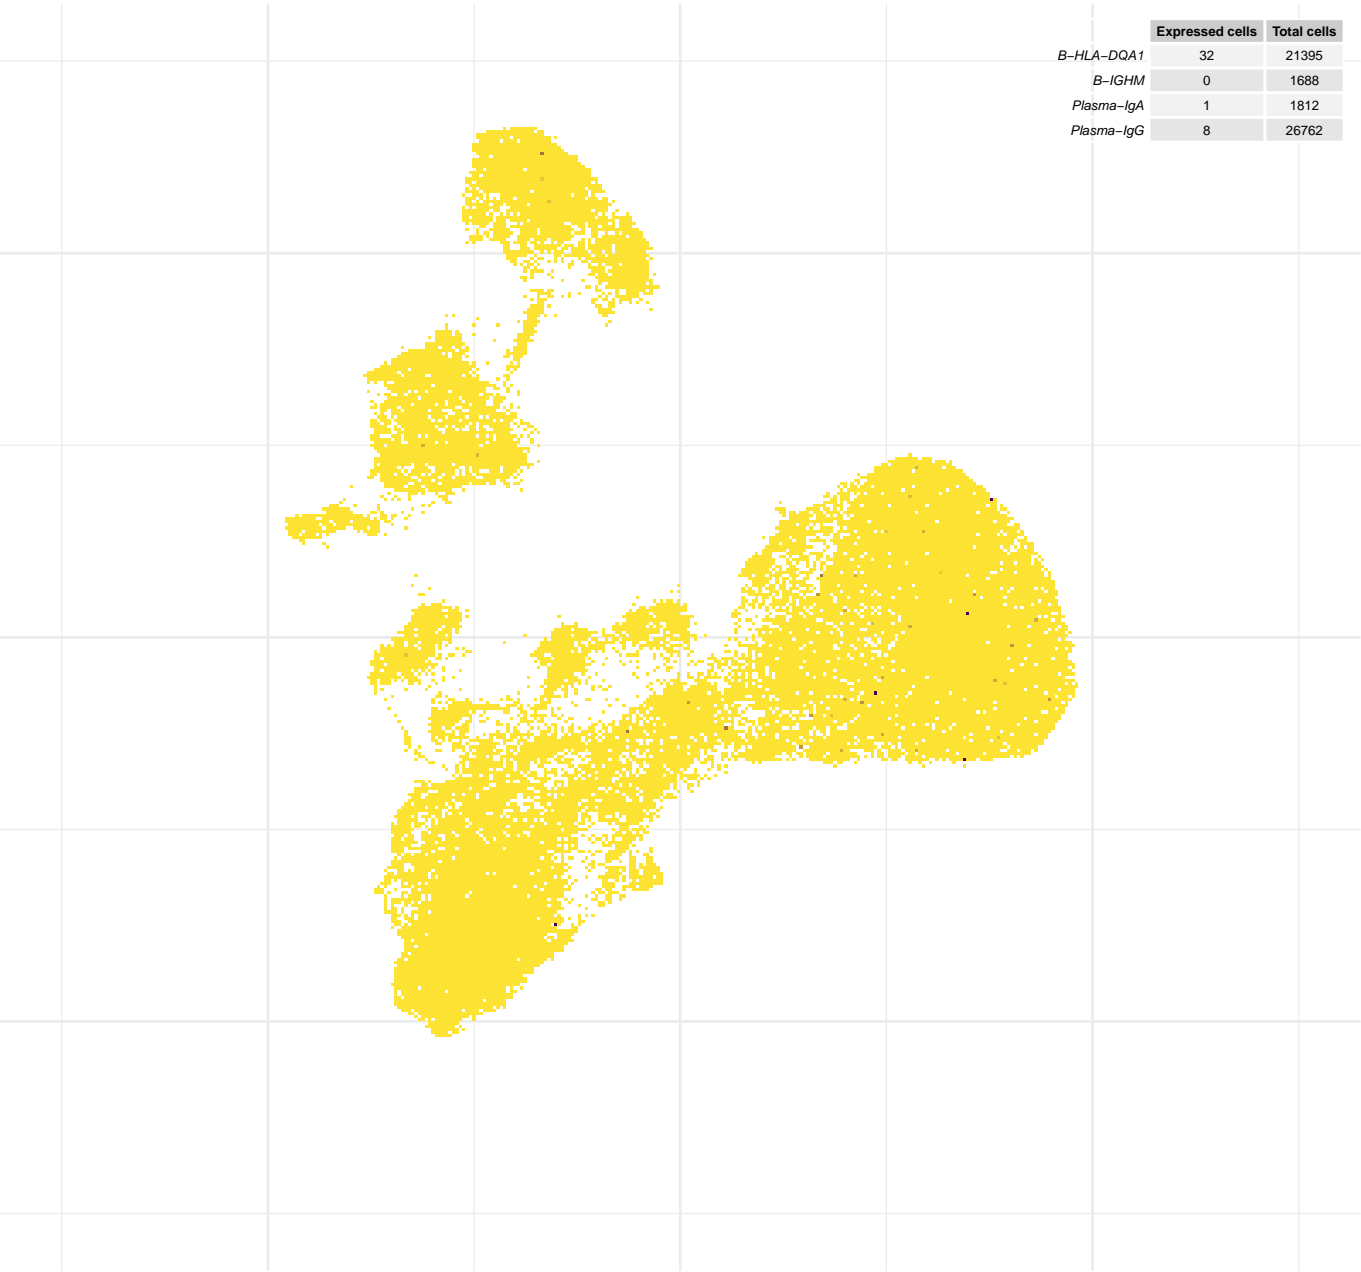 Expressed cells Total cells
B−HLA−DQA1 32 21395
B−IGHM 0 1688
Plasma−IgA 1 1812
Plasma−IgG 8 26762